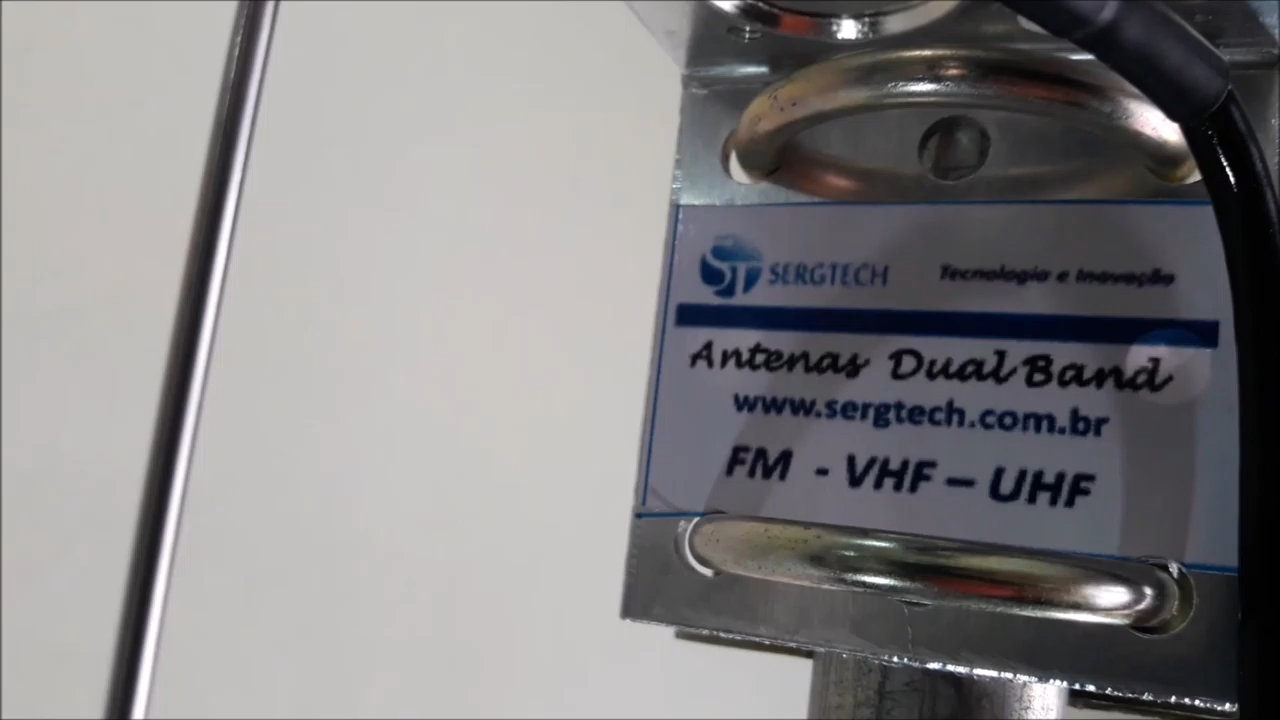 ST SERGTECH Tecnologia e Inovação
Antenas Dual Band
www.sergtech.com.br
FM - VHF – UHF